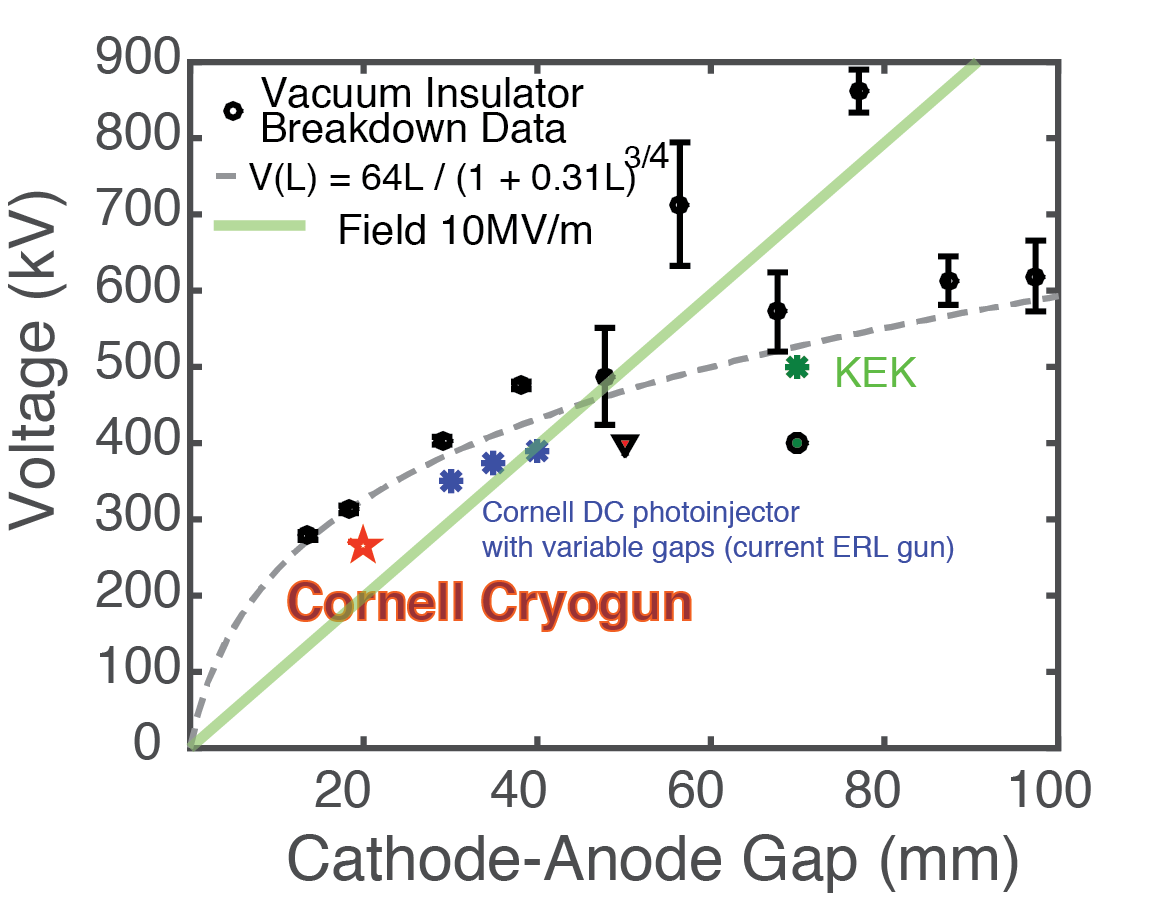 900
800
700
600
500
400
300
200
100
0
20
40
60
80
100
Voltage (kV)
Cathode-Anode Gap (mm)
Vacuum Insulator
Breakdown Data
V(L) = 64L / (1 + 0.31L)3/4
Field 10MV/m
KEK
Cornell DC photoinjector
with variable gaps (current ERL gun)
Cornell Cryogun